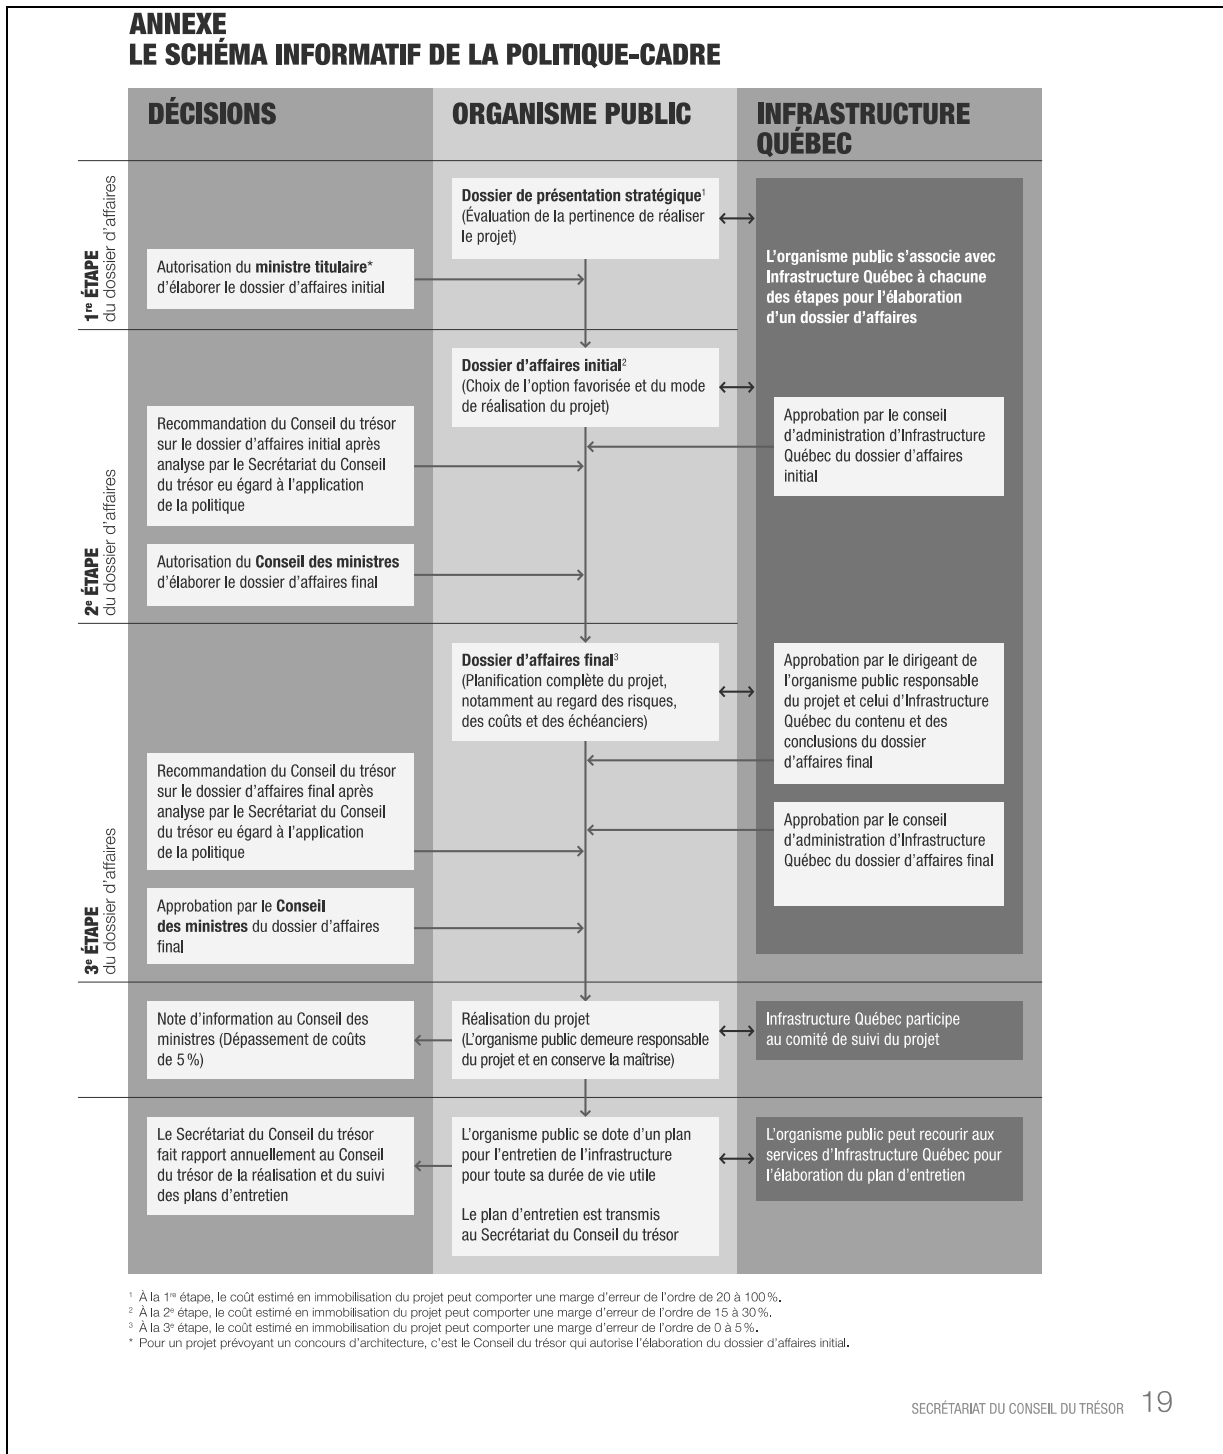 ANNEXE
LE SCHÉMA INFORMATIF DE LA POLITIQUE-CADRE
DÉCISIONS
ORGANISME PUBLIC
INFRASTRUCTURE
QUÉBEC
1re ÉTAPE
du dossier d'affaires
Dossier de présentation stratégique1
(Évaluation de la pertinence de réaliser
le projet)
Autorisation du ministre titulaire*
d'élaborer le dossier d'affaires initial
L'organisme public s'associe avec
Infrastructure Québec à chacune
des étapes pour l'élaboration
d'un dossier d'affaires
2e ÉTAPE
du dossier d'affaires
Dossier d'affaires initial2
(Choix de l'option favorisée et du mode
de réalisation du projet)
Approbation par le conseil
d'administration d'Infrastructure
Québec du dossier d'affaires
initial
Recommandation du Conseil du trésor
sur le dossier d'affaires initial après
analyse par le Secrétariat du Conseil
du trésor eu égard à l'application
de la politique
Autorisation du Conseil des ministres
d'élaborer le dossier d'affaires final
3e ÉTAPE
du dossier d'affaires
Dossier d'affaires final3
(Planification complète du projet,
notamment au regard des risques,
des coûts et des échéanciers)
Approbation par le dirigeant de
l'organisme public responsable
du projet et celui d'Infrastructure
Québec du contenu et des
conclusions du dossier
d'affaires final
Recommandation du Conseil du trésor
sur le dossier d'affaires final après
analyse par le Secrétariat du Conseil
du trésor eu égard à l'application
de la politique
Approbation par le conseil
d'administration d'Infrastructure
Québec du dossier d'affaires final
Approbation par le Conseil
des ministres du dossier d'affaires
final
Note d'information au Conseil des
ministres (Dépassement de coûts
de 5 %)
Réalisation du projet
(L'organisme public demeure responsable
du projet et en conserve la maîtrise)
Infrastructure Québec participe
au comité de suivi du projet
Le Secrétariat du Conseil du trésor
fait rapport annuellement au Conseil
du trésor de la réalisation et du suivi
des plans d'entretien
L'organisme public se dote d'un plan
pour l'entretien de l'infrastructure
pour toute sa durée de vie utile
Le plan d'entretien est transmis
au Secrétariat du Conseil du trésor
L'organisme public peut recourir aux
services d'Infrastructure Québec pour
l'élaboration du plan d'entretien
1 À la 1re étape, le coût estimé en immobilisation du projet peut comporter une marge d'erreur de l'ordre de 20 à 100 %.
2 À la 2e étape, le coût estimé en immobilisation du projet peut comporter une marge d'erreur de l'ordre de 15 à 30 %.
3 À la 3e étape, le coût estimé en immobilisation du projet peut comporter une marge d'erreur de l'ordre de 0 à 5 %.
* Pour un projet prévoyant un concours d'architecture, c'est le Conseil du trésor qui autorise l'élaboration du dossier d'affaires initial.
SECRÉTARIAT DU CONSEIL DU TRÉSOR 19